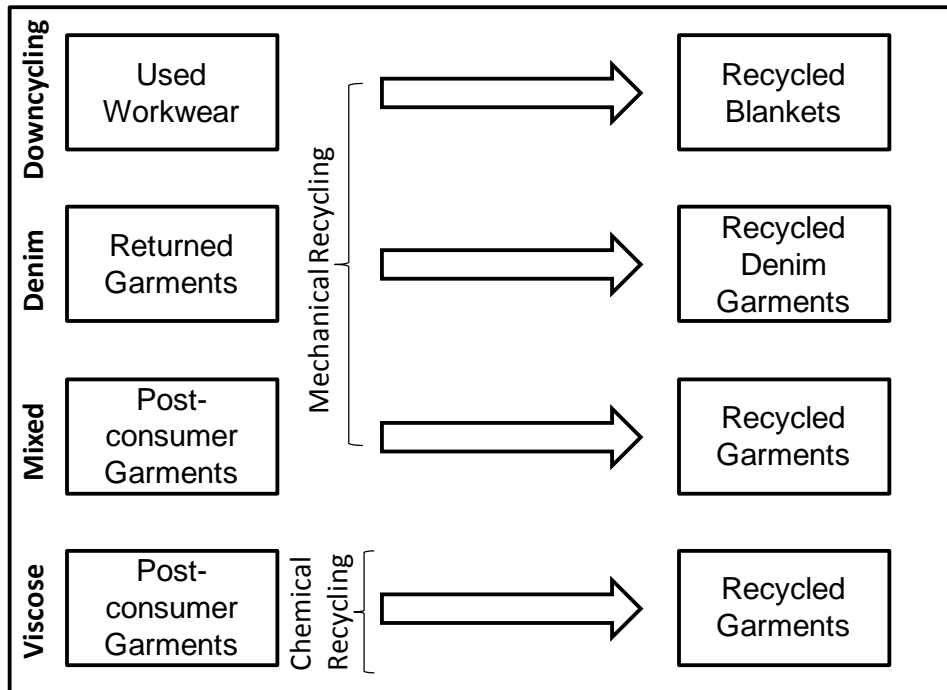 Downcycling
Used
Workwear
Recycled
Blankets
Mechanical Recycling
Denim
Returned
Garments
Recycled
Denim
Garments
Mixed
Post-
consumer
Garments
Recycled
Garments
Viscose
Post-
consumer
Garments
Chemical
Recycling
Recycled
Garments